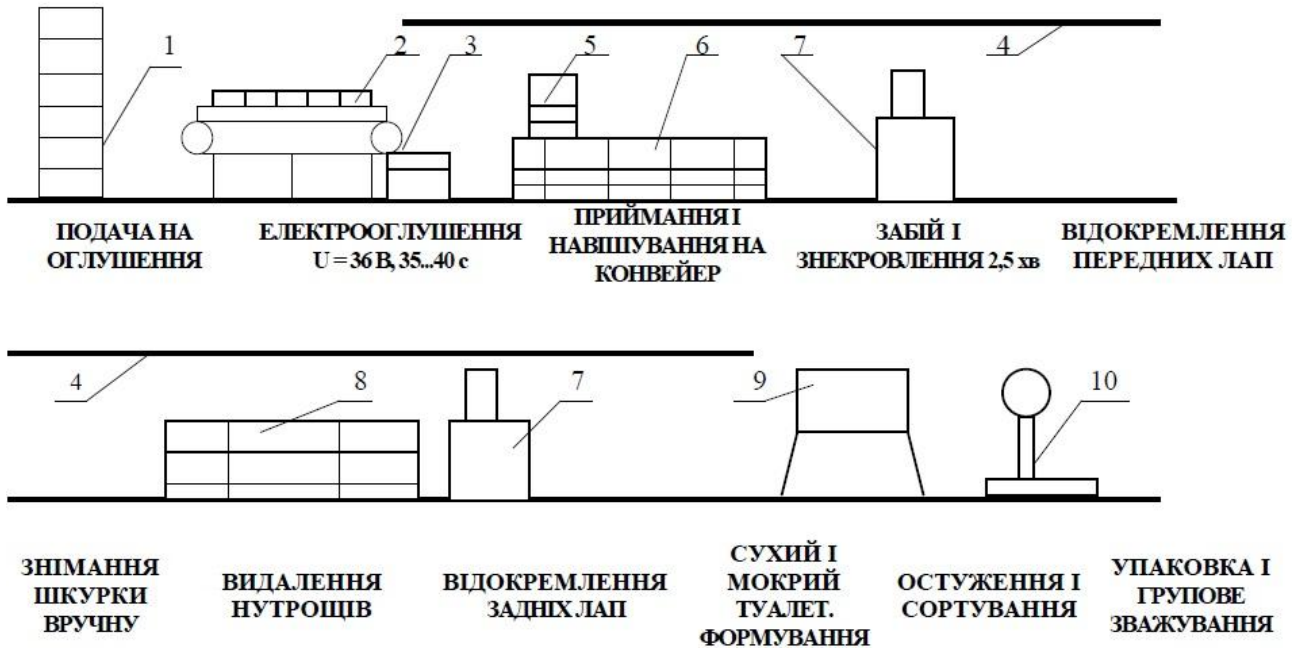 1
2
3
5
6
7
4
ПОДАЧА НА
ОГЛУШЕННЯ
ЕЛЕКТРООГЛУШЕННЯ
U = 36 В, 35...40 с
ПРИЙМАННЯ І
НАВІШУВАННЯ НА
КОНВЕЙЕР
ЗАБІЙ І
ЗНЕКРОВЛЕННЯ 2,5 хв
ВІДОКРЕМЛЕННЯ
ПЕРЕДНИХ ЛАП
4
8
7
9
10
ЗНІМАННЯ
ШКУРКИ
ВРУЧНУ
ВИДАЛЕННЯ
НУТРОЩІВ
ВІДОКРЕМЛЕННЯ
ЗАДНІХ ЛАП
СУХИЙ І
МОКРИЙ
ТУАЛЕТ.
ФОРМУВАННЯ
ОСТУЖЕННЯ І
СОРТУВАННЯ
УПАКОВКА І
ГРУПОВЕ
ЗВАЖУВАННЯ